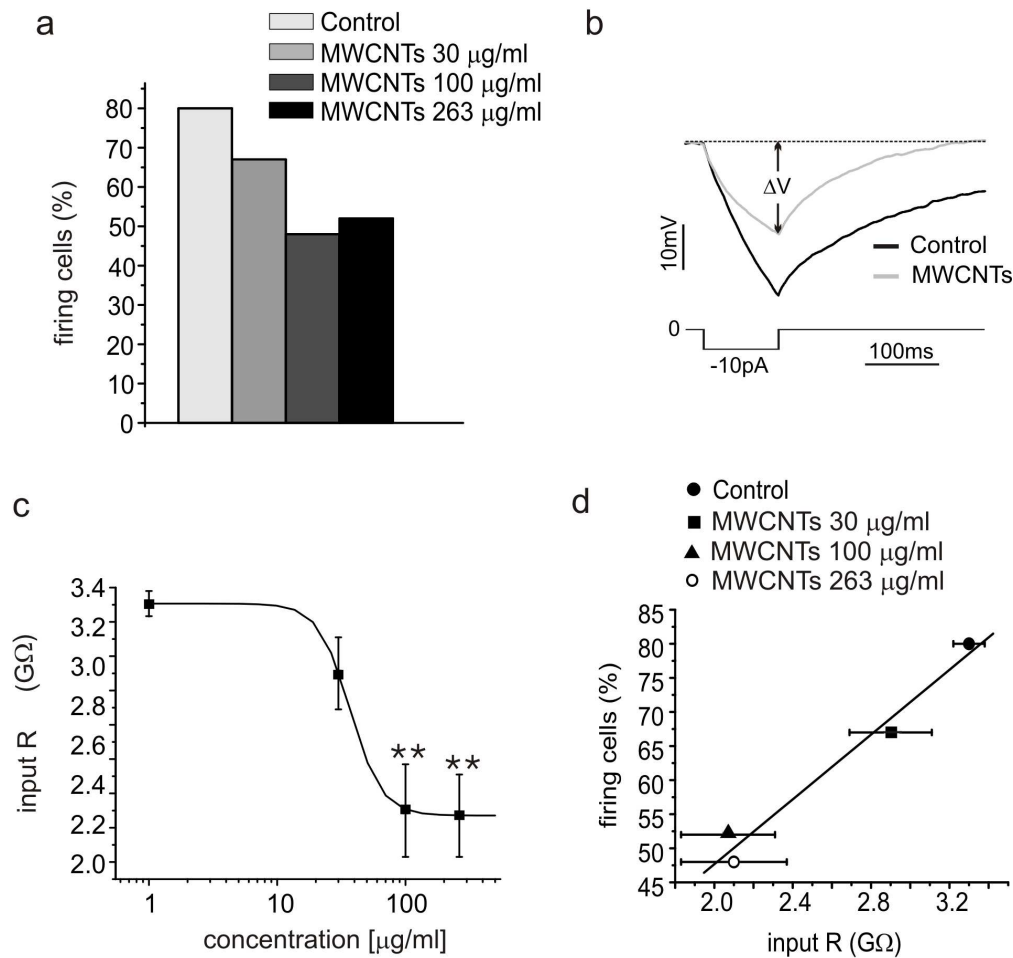 a
Control
MWCNTs 30 μg/ml
MWCNTs 100 μg/ml
MWCNTs 263 μg/ml
firing cells (%)
80
70
60
50
40
30
20
10
0
b
ΔV
10mV
Control
MWCNTs
0
-10pA
100ms
c
input R (GΩ)
3.4
3.2
3.0
2.8
2.6
2.4
2.2
2.0
**
**
1
10
100
concentration [μg/ml]
d
Control
MWCNTs 30 μg/ml
MWCNTs 100 μg/ml
MWCNTs 263 μg/ml
firing cells (%)
85
80
75
70
65
60
55
50
45
2.0
2.4
2.8
3.2
input R (GΩ)